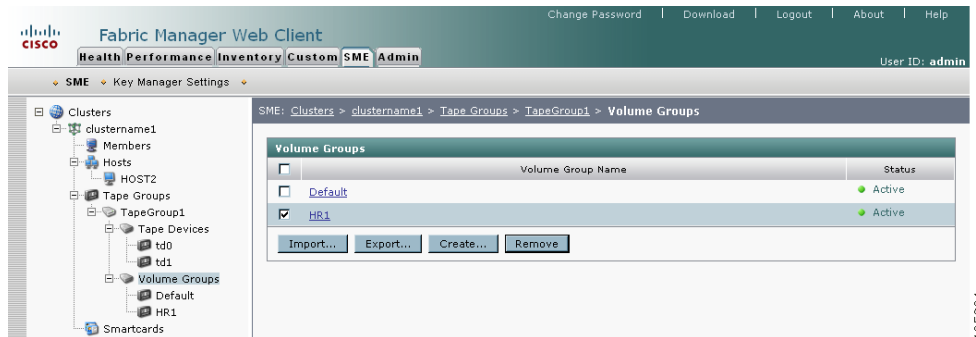 Change Password | Download | Logout | About | Help
cisco
Fabric Manager Web Client
Health Performance Inventory Custom SME Admin
User ID: admin
SME Key Manager Settings
SME: Clusters > clustername1 > Tape Groups > TapeGroup1 > Volume Groups
Clusters
clustername1
Members
Hosts
HOST2
Tape Groups
TapeGroup1
Tape Devices
td0
td1
Volume Groups
Default
HR1
Smartcards
Volume Groups
Volume Group Name Status
Default Active
HR1 Active
Import... Export... Create... Remove